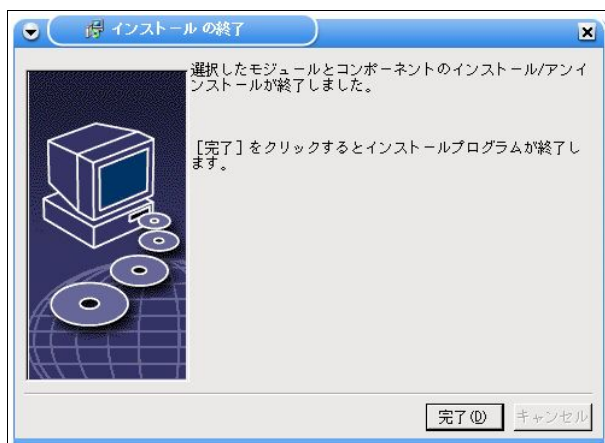 インストール の終了
選択したモジュールとコンポーネントのインストール/アンイ
ンストールが終了しました。
[完了]をクリックするとインストールプログラムが終了し
ます。
完了(D)
キャンセル